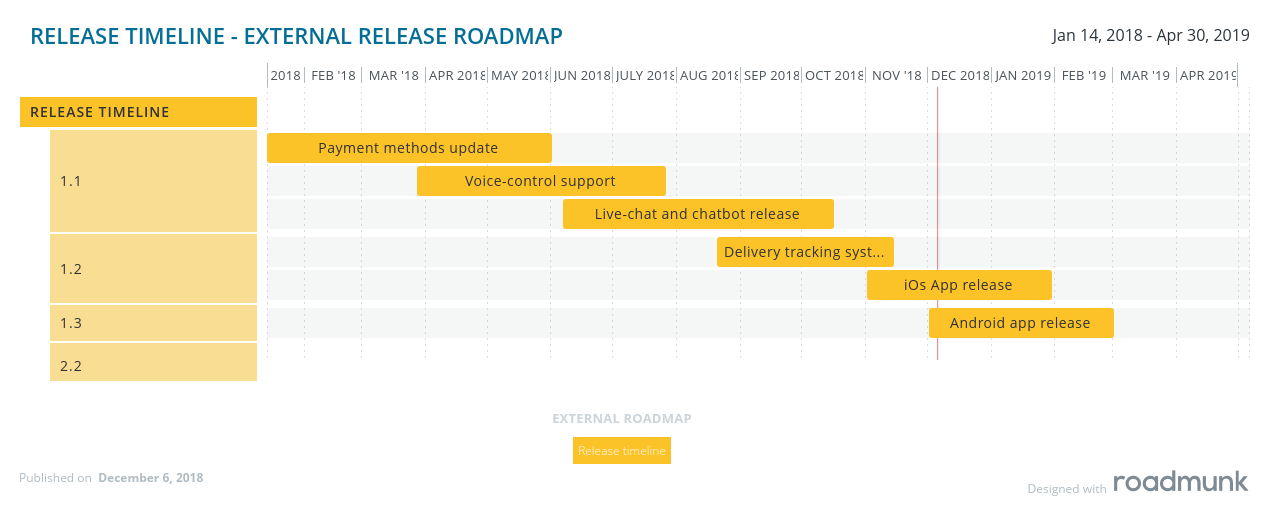 RELEASE TIMELINE - EXTERNAL RELEASE ROADMAP
Jan 14, 2018 - Apr 30, 2019
2018 FEB '18 MAR '18 APR 2018 MAY 2018 JUN 2018 JULY 2018 AUG 2018 SEP 2018 OCT 2018 NOV '18 DEC 2018 JAN 2019 FEB '19 MAR '19 APR 2019
RELEASE TIMELINE
1.1
Payment methods update
Voice-control support
Live-chat and chatbot release
1.2
Delivery tracking syst...
iOs App release
1.3
Android app release
2.2
EXTERNAL ROADMAP
Release timeline
Published on December 6, 2018
Designed with roadmunk